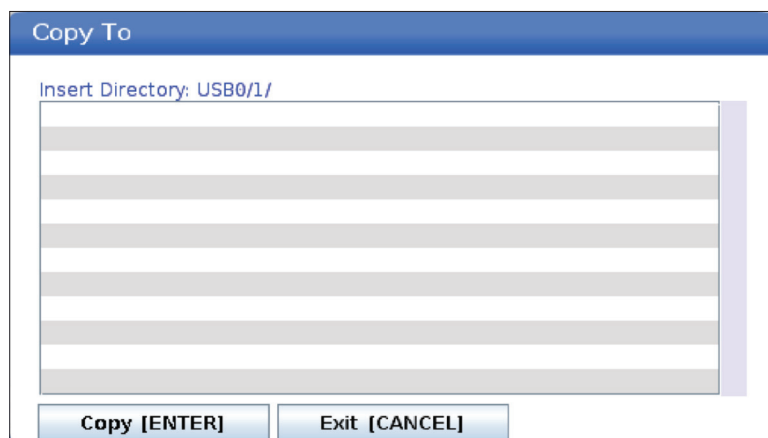 Copy To
Insert Directory: USB0/1/
Copy [ENTER] Exit [CANCEL]